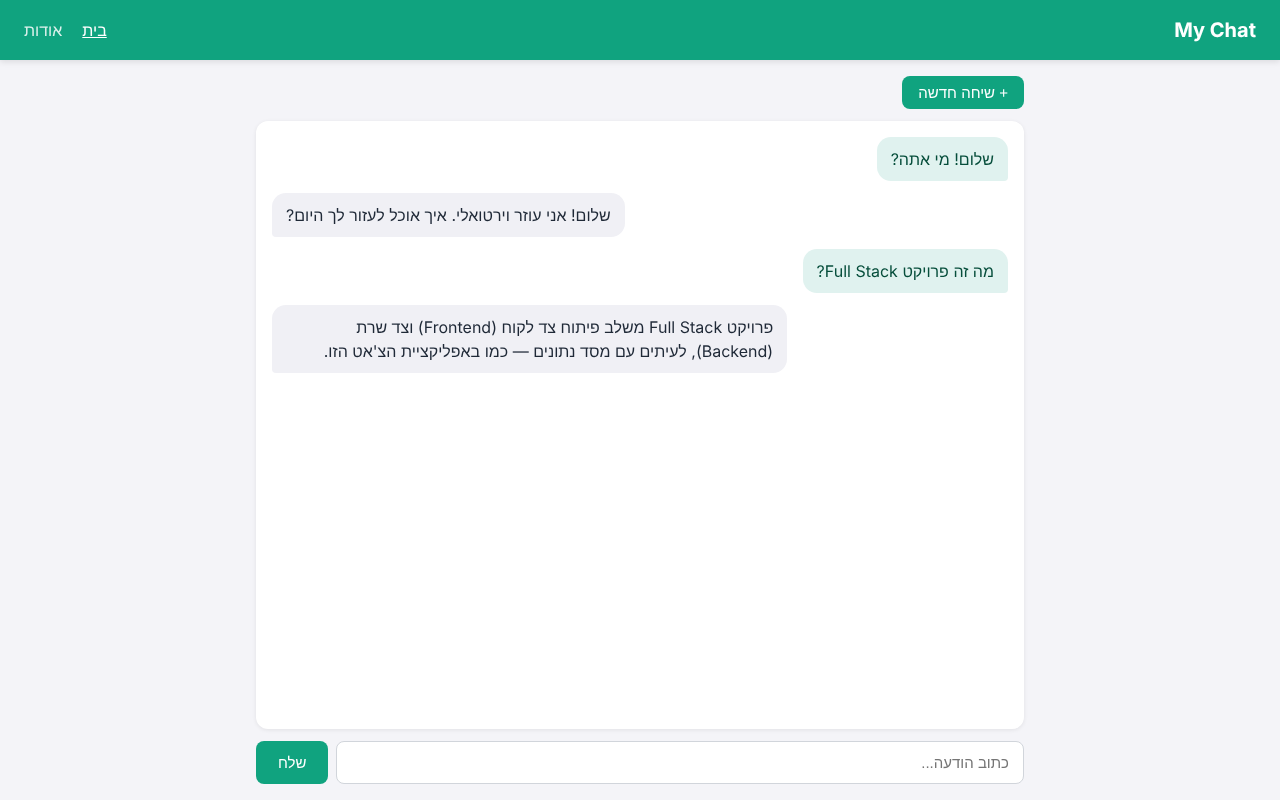 My Chat
בית
אודות
+ שיחה חדשה
שלום! מי אתה?
שלום! אני עוזר וירטואלי. איך אוכל לעזור לך היום?
מה זה פרויקט Full Stack?
פרויקט Full Stack משלב פיתוח צד לקוח (Frontend) וצד שרת
(Backend), לעיתים עם מסד נתונים — כמו באפליקציית הצ'אט הזו.
כתוב הודעה...
שלח